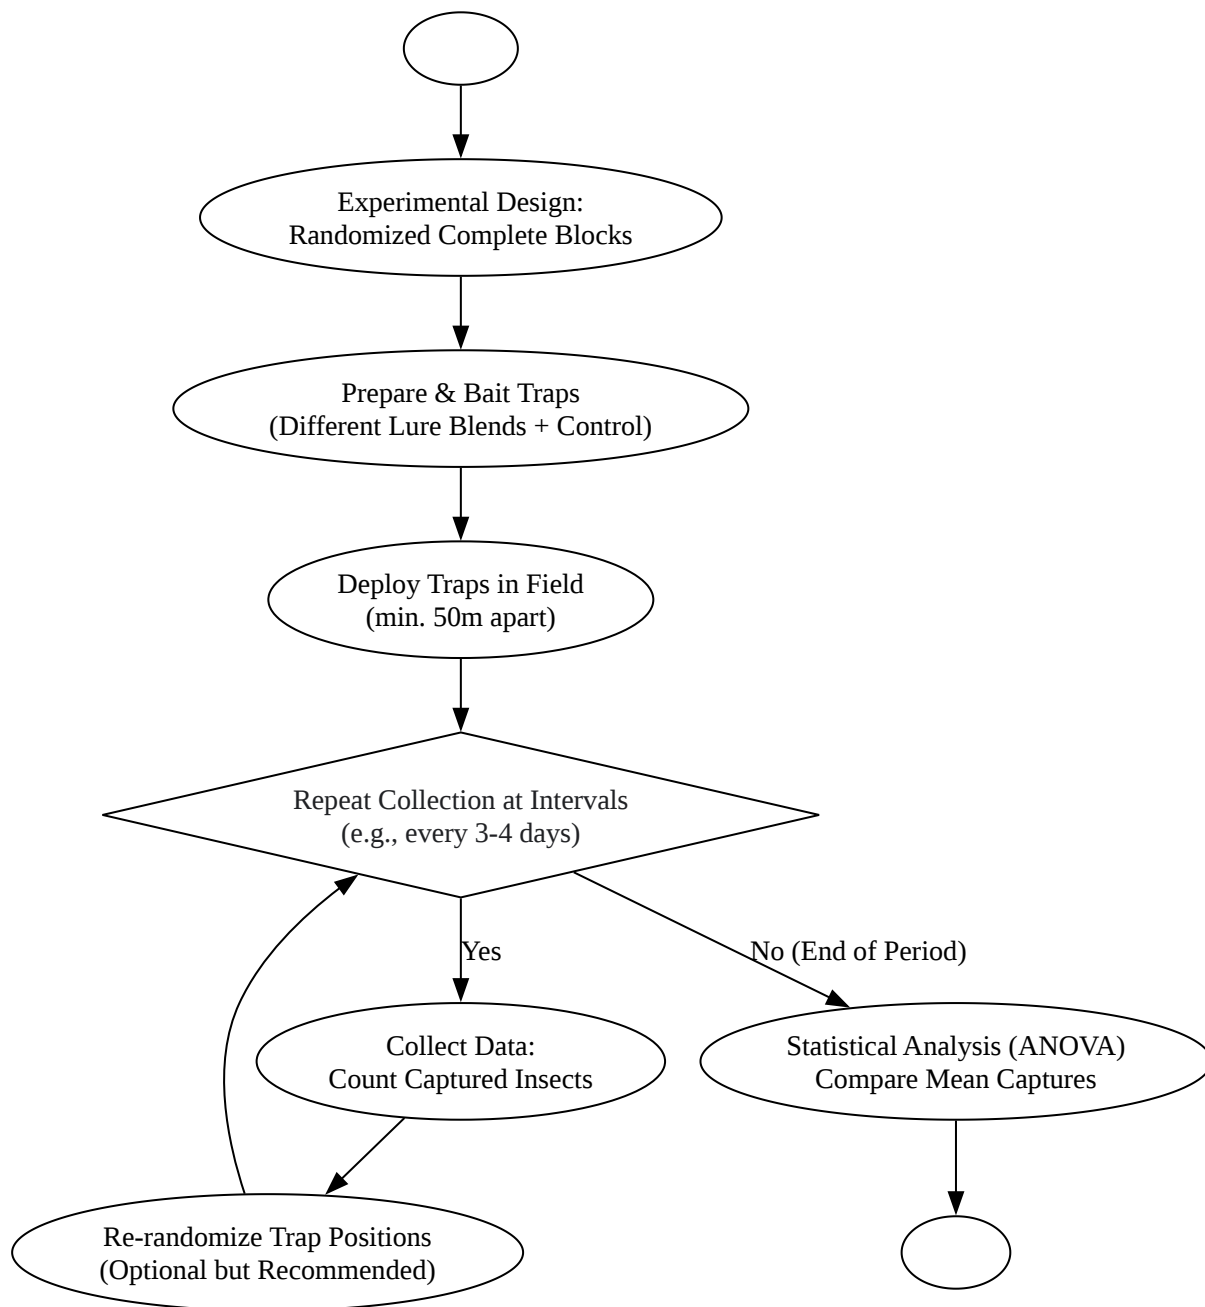 Experimental Design:
Randomized Complete Blocks
Prepare & Bait Traps
(Different Lure Blends + Control)
Deploy Traps in Field
(min. 50m apart)
Repeat Collection at Intervals
(e.g., every 3-4 days)
Yes
No (End of Period)
Collect Data:
Count Captured Insects
Statistical Analysis (ANOVA)
Compare Mean Captures
Re-randomize Trap Positions
(Optional but Recommended)